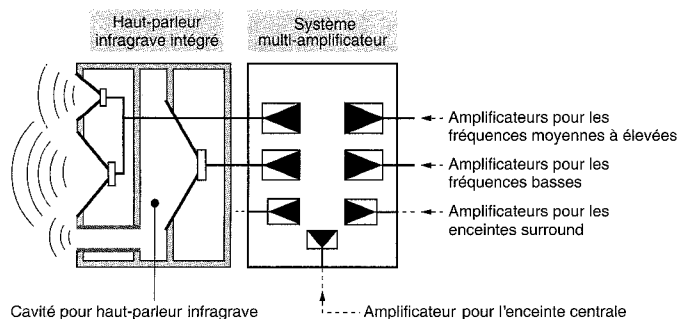 Haut-parleur
infragrave intégré
Système
multi-amplificateur
Amplificateurs pour les
fréquences moyennes à élevées
Amplificateurs pour les
fréquences basses
Amplificateurs pour les
enceintes surround
Cavité pour haut-parleur infragrave
Amplificateur pour l'enceinte centrale